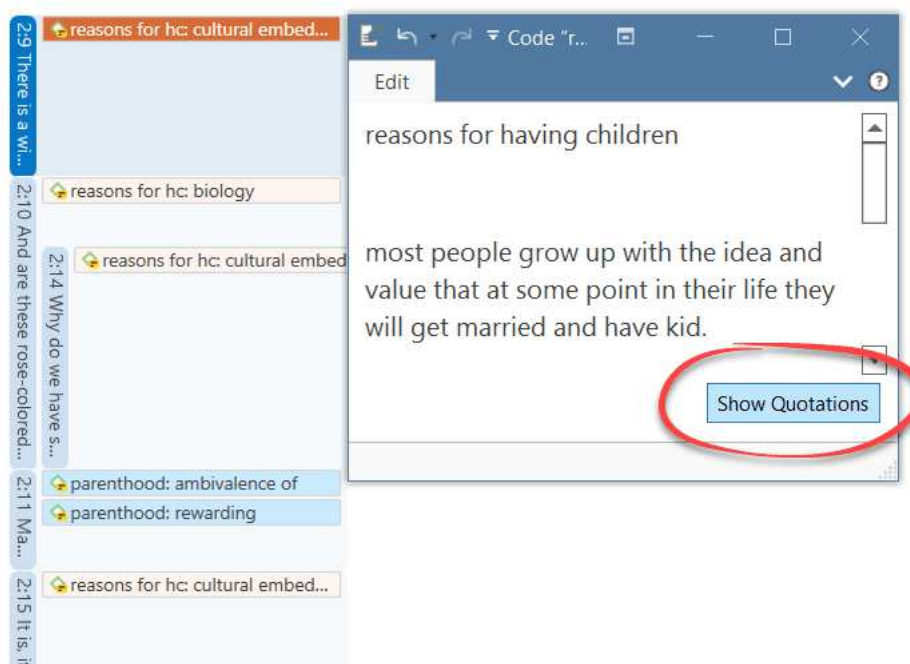 2:9 There is a wi...
reasons for hc: cultural embed...
2:10 And are these rose-colored...
reasons for hc: biology
2:14 Why do we have s...
reasons for hc: cultural embed
2:11 Ma...
parenthood: ambivalence of
parenthood: rewarding
2:15 It is, i
reasons for hc: cultural embed...
Code "r...
Edit
reasons for having children
most people grow up with the idea and
value that at some point in their life they
will get married and have kid.
Show Quotations